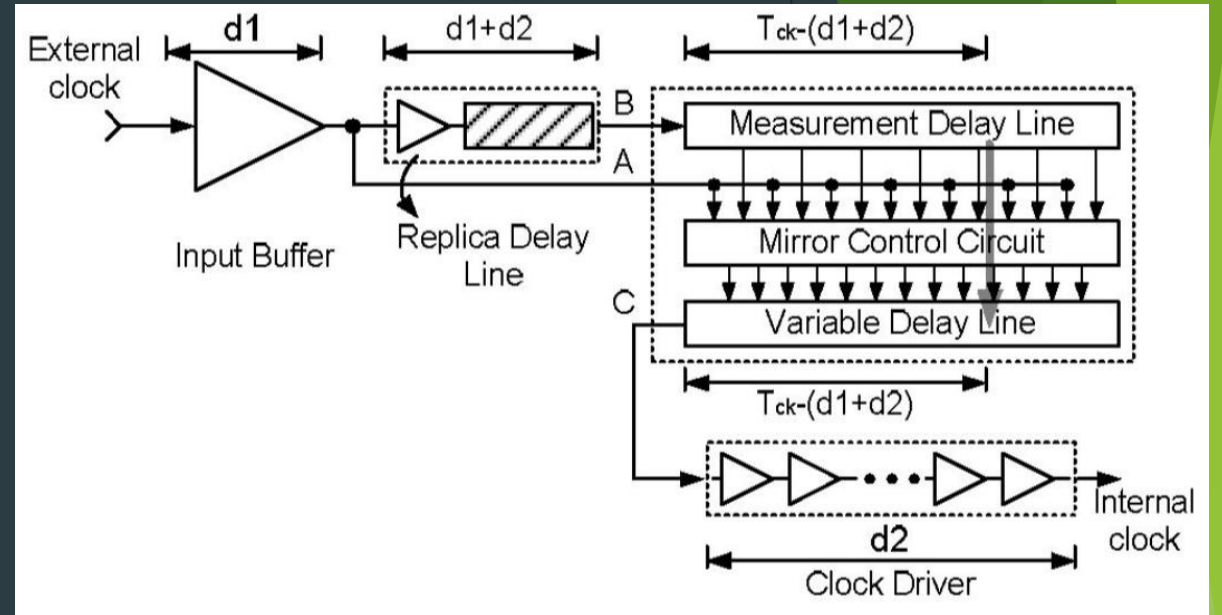 d1
d1+d2
Tck-(d1+d2)
External
clock
B
Measurement Delay Line
A
Input Buffer
Replica Delay
Line
Mirror Control Circuit
C
Variable Delay Line
Tck-(d1+d2)
Internal
clock
d2
Clock Driver